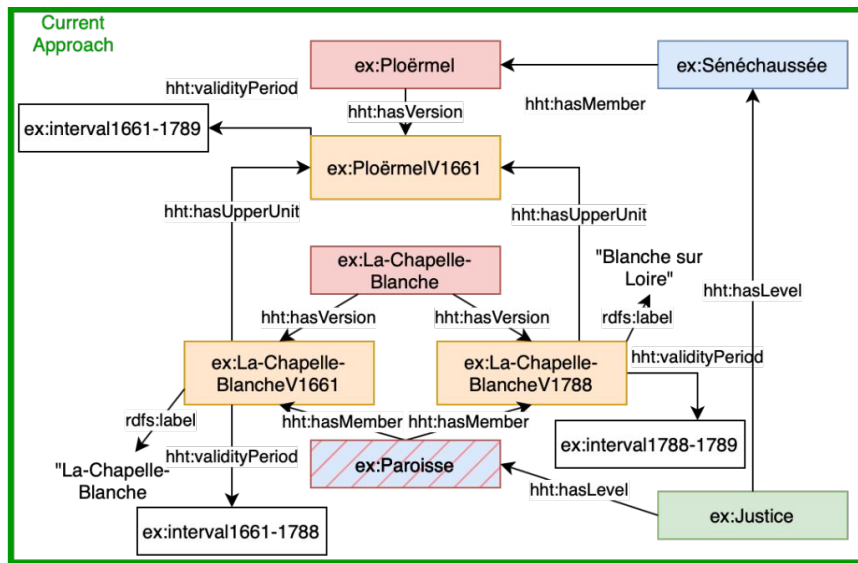 Current
Approach
ex:Ploërmel
ex:Sénéchaussée
hht:validityPeriod
hht:hasVersion
hht:hasMember
ex:interval1661-1789
ex:PloërmelV1661
hht:hasUpperUnit
hht:hasUpperUnit
ex:La-Chapelle-
Blanche
"Blanche sur
Loire"
hht:hasLevel
hht:hasVersion
hht:hasVersion
rdfs:label
ex:La-Chapelle-
BlancheV1661
ex:La-Chapelle-
BlancheV1788
hht:validityPeriod
rdfs:label
hht:hasMember
hht:hasMember
hht:validityPeriod
ex:interval1788-1789
"La-Chapelle-
Blanche
ex:Paroisse
hht:hasLevel
ex:interval1661-1788
ex:Justice